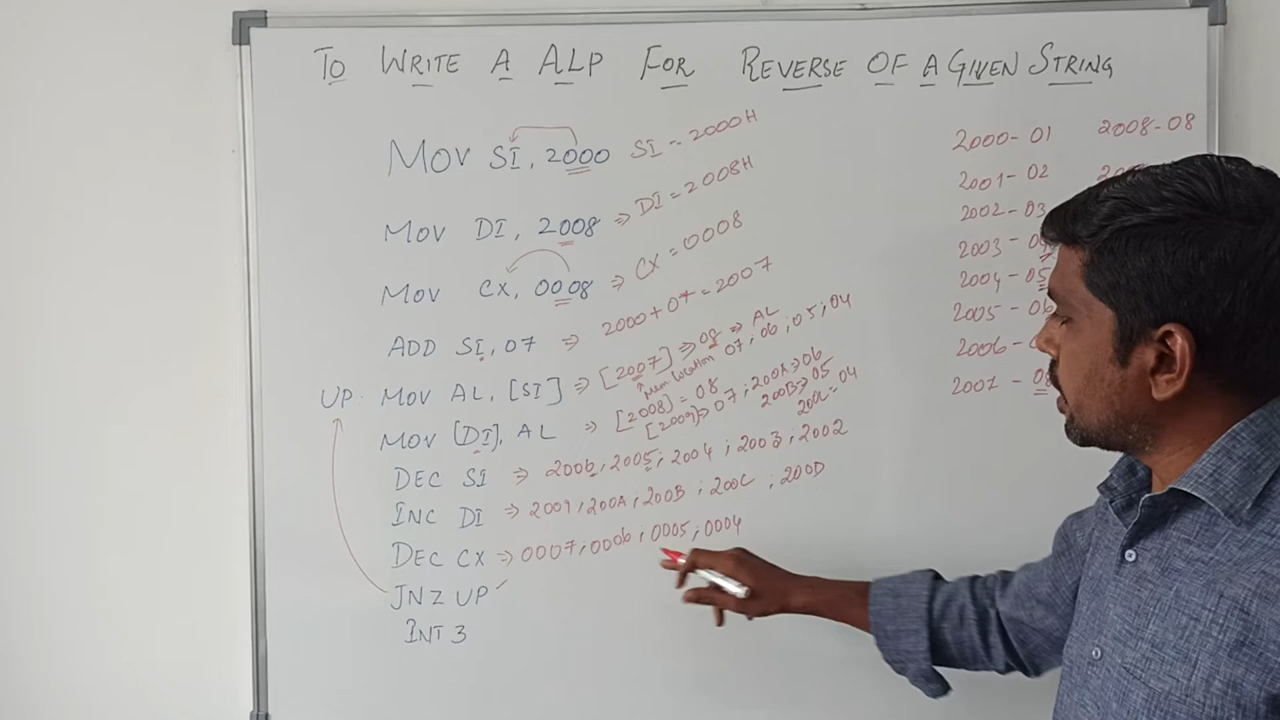 TO WRITE A ALP FOR REVERSE OF A GIVEN STRING
MOV SI, 2000 SI - 2000H
MOV DI, 2008 ⇒ DI = 2008H
MOV CX, 0008 ⇒ CX = 0008
ADD SI, 07 ⇒ 2000 + 07 = 2007
UP: MOV AL, [SI] ⇒ [2007] ⇒ 08 ⇒ AL
Mem location 07 ; 06 ; 05 ; 04
MOV [DI], AL ⇒ [2008] = 08
[2009] ⇒ 07 ; 200A ⇒ 06
200B ⇒ 05
200C = 04
DEC SI ⇒ 2006, 2005 ; 2004 ; 2003 ; 2002
INC DI ⇒ 2009 ; 200A ; 200B ; 200C ; 200D
DEC CX ⇒ 0007 ; 0006 ; 0005 ; 0004
JNZ UP
INT 3
2000 - 01 2008 - 08
2001 - 02
2002 - 03
2003 -
2004 - 05
2005 -
2006 -
2007 - 08